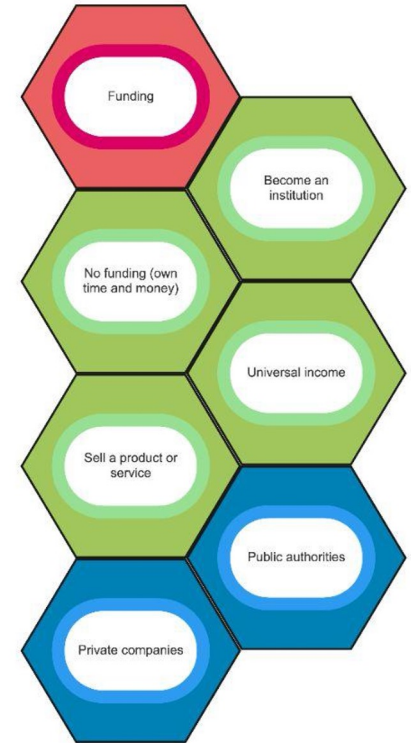 Funding
Become an
institution
No funding (own
time and money)
Universal income
Sell a product or
service
Public authorities
Private companies